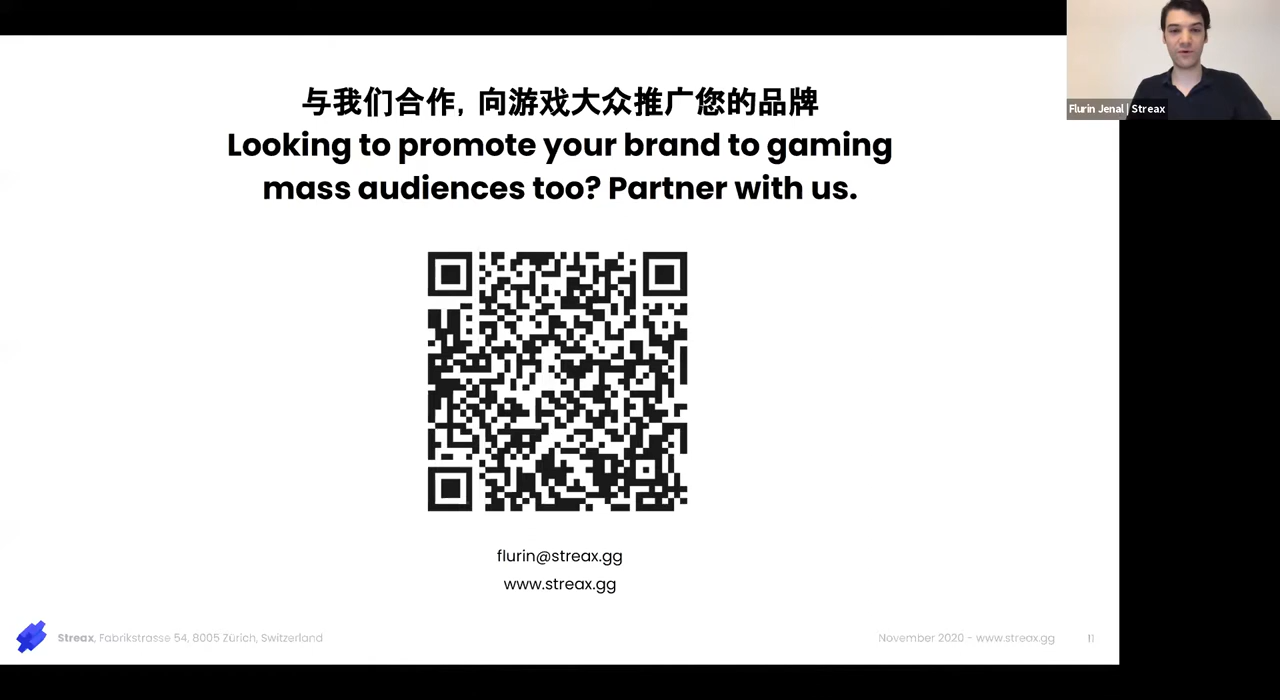 与我们合作, 向游戏大众推广您的品牌
Looking to promote your brand to gaming
mass audiences too? Partner with us.
flurin@streax.gg
www.streax.gg
Streax, Fabrikstrasse 54, 8005 Zürich, Switzerland
November 2020 - www.streax.gg
11
Flurin Jenal | Streax